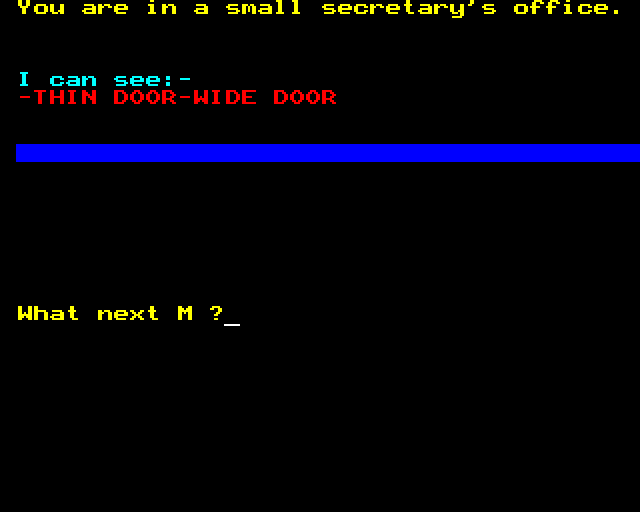 You are in a small secretary's office.
I can see:-
-THIN DOOR-WIDE DOOR
What next M ?_